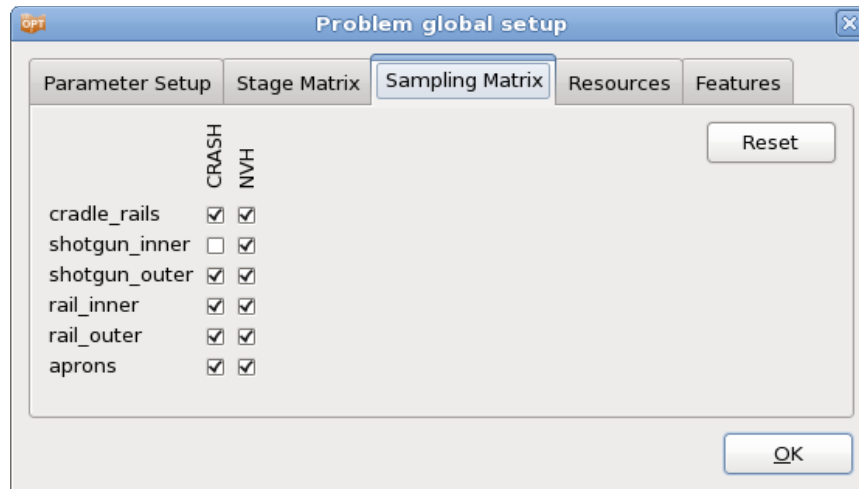 OPT
Problem global setup
Parameter Setup Stage Matrix Sampling Matrix Resources Features
CRASH NVH
Reset
cradle_rails
shotgun_inner
shotgun_outer
rail_inner
rail_outer
aprons
OK